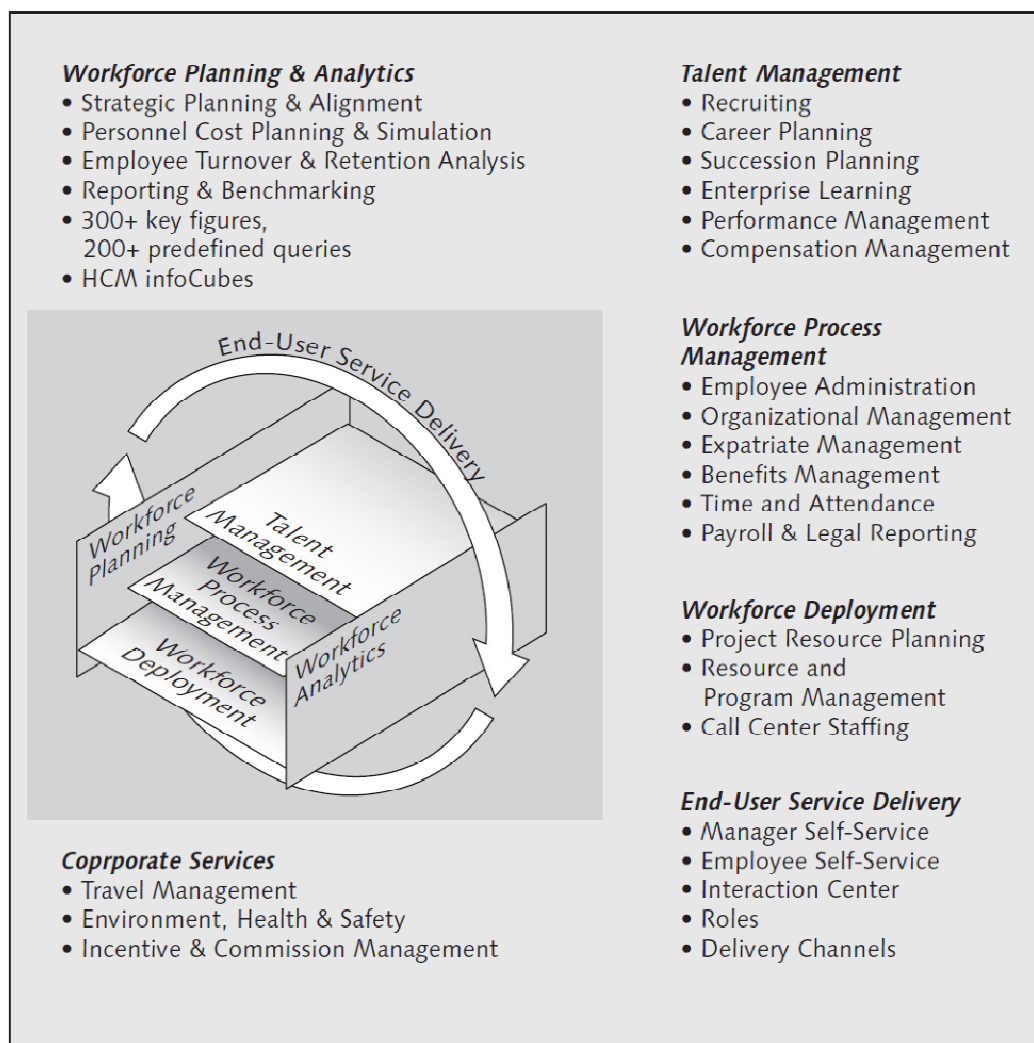 Workforce Planning & Analytics
• Strategic Planning & Alignment
• Personnel Cost Planning & Simulation
• Employee Turnover & Retention Analysis
• Reporting & Benchmarking
• 300+ key figures,
200+ predefined queries
• HCM infoCubes
End-User Service Delivery
Workforce
Planning
Talent
Management
Workforce
Process
Management
Workforce
Deployment
Workforce
Analytics
Coprporate Services
• Travel Management
• Environment, Health & Safety
• Incentive & Commission Management
Talent Management
• Recruiting
• Career Planning
• Succession Planning
• Enterprise Learning
• Performance Management
• Compensation Management
Workforce Process
Management
• Employee Administration
• Organizational Management
• Expatriate Management
• Benefits Management
• Time and Attendance
• Payroll & Legal Reporting
Workforce Deployment
• Project Resource Planning
• Resource and
Program Management
• Call Center Staffing
End-User Service Delivery
• Manager Self-Service
• Employee Self-Service
• Interaction Center
• Roles
• Delivery Channels